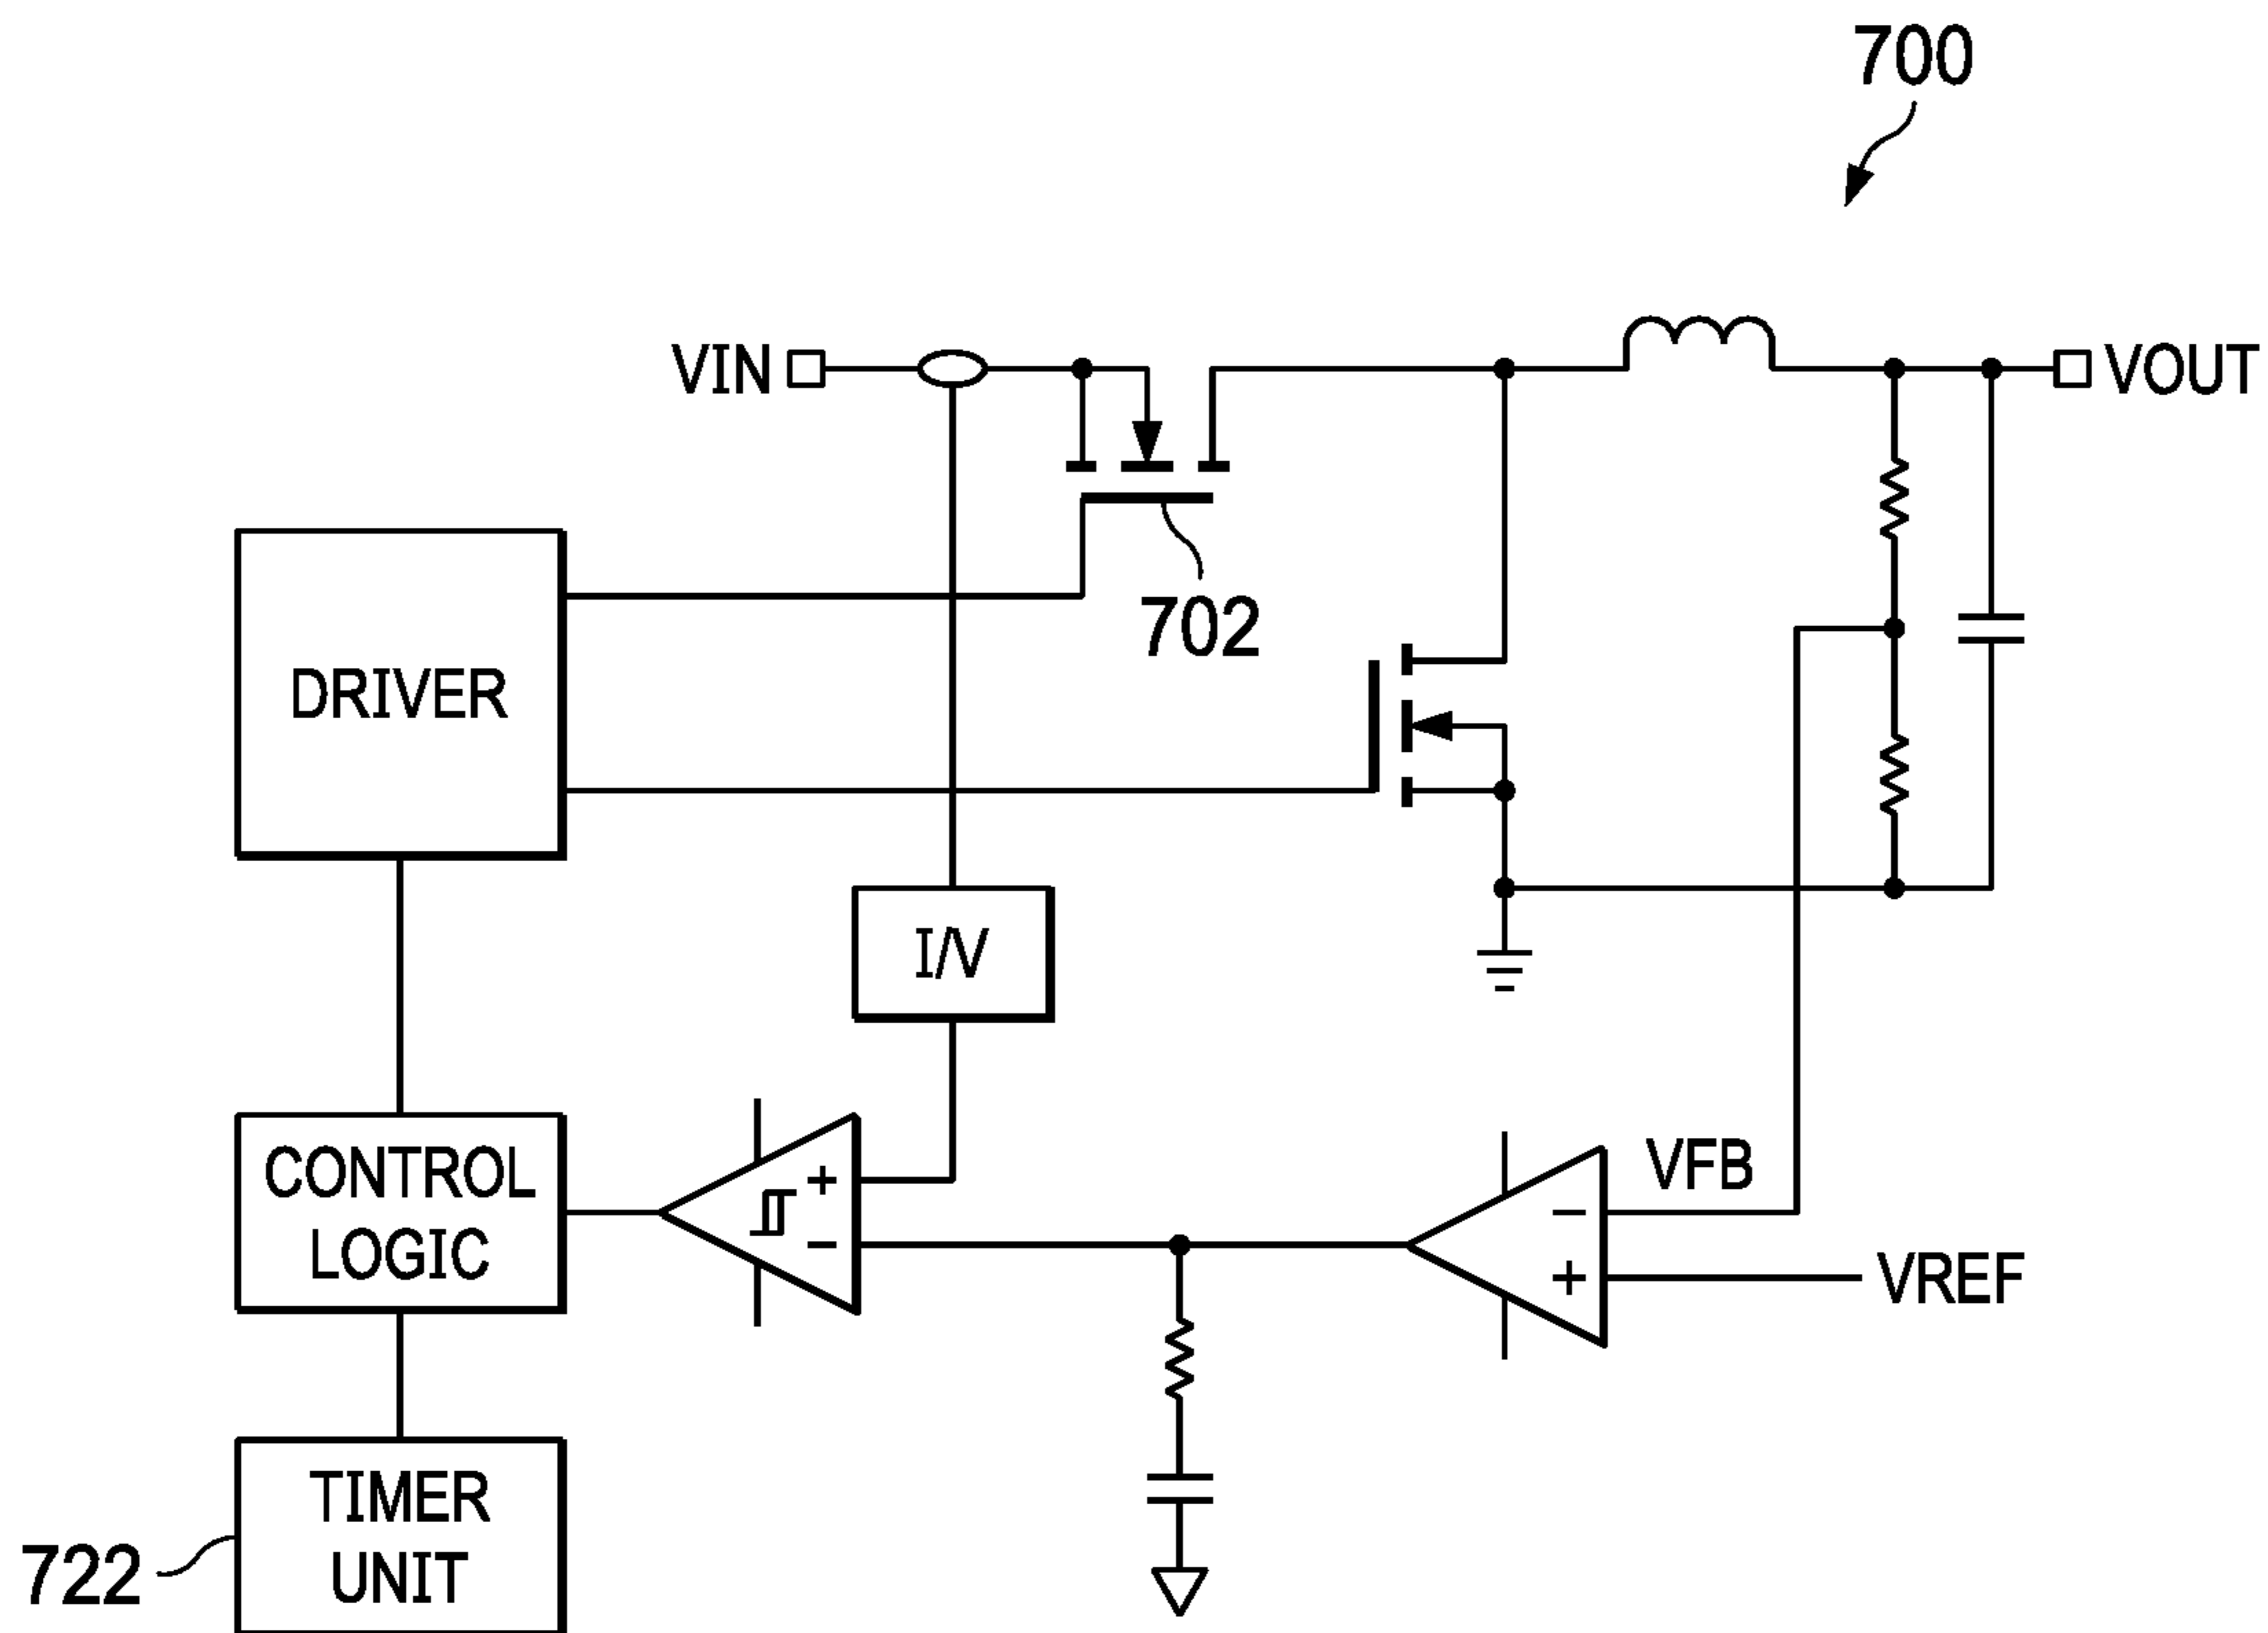 700
VIN
VOUT
702
DRIVER
I/V
CONTROL
LOGIC
+
−
VFB
−
+
VREF
TIMER
UNIT
722